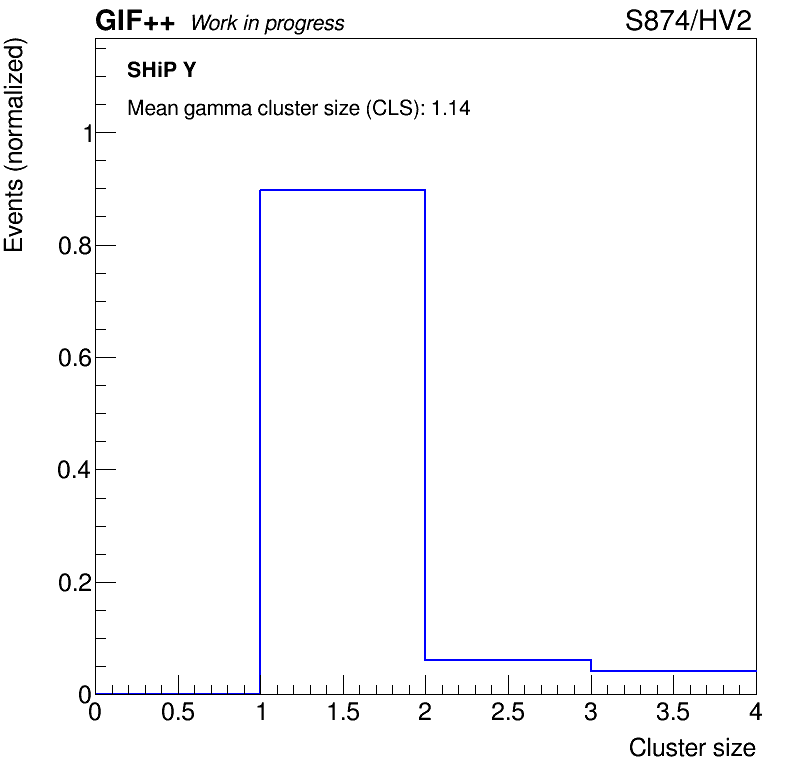 GIF++ Work in progress S874/HV2
SHiP Y
Mean gamma cluster size (CLS): 1.14
Events (normalized)
1
0.8
0.6
0.4
0.2
0
0 0.5 1 1.5 2 2.5 3 3.5 4
Cluster size